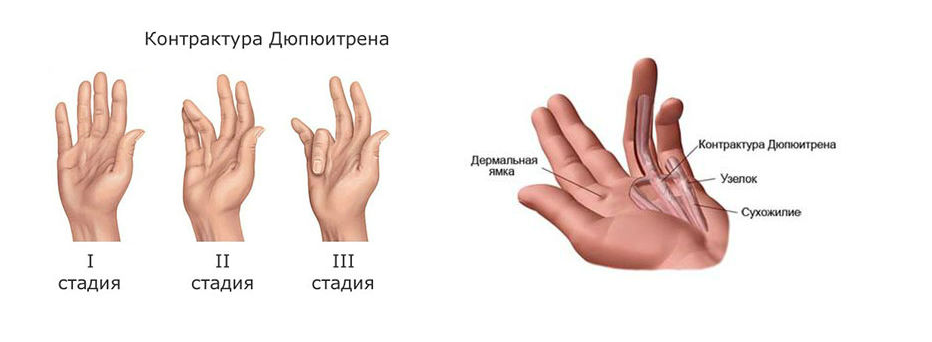 Контрактура Дюпюитрена
I
стадия
II
стадия
III
стадия
Дермальная
ямка
Контрактура Дюпюитрена
Узелок
Сухожилие